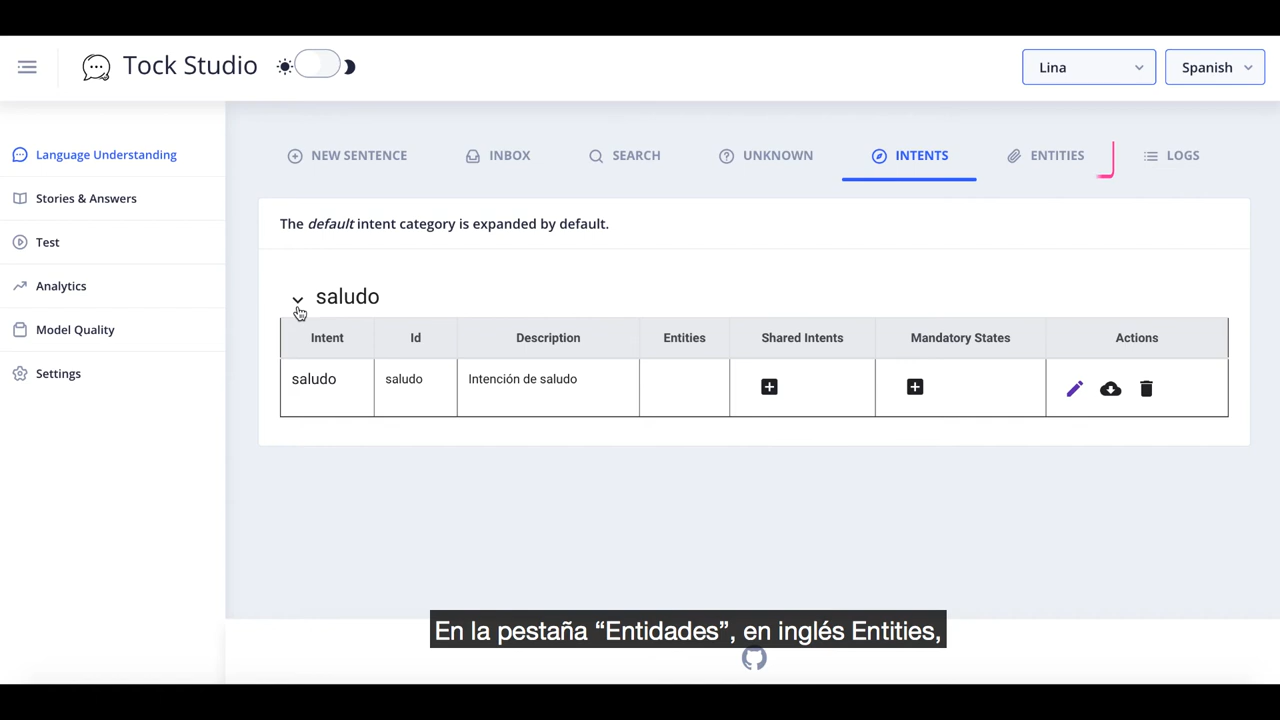 Tock Studio
Lina
Spanish
Language Understanding
Stories & Answers
Test
Analytics
Model Quality
Settings
NEW SENTENCE
INBOX
SEARCH
UNKNOWN
INTENTS
ENTITIES
LOGS
The default intent category is expanded by default.
saludo
Intent Id Description Entities Shared Intents Mandatory States Actions
saludo saludo Intención de saludo
En la pestaña “Entidades”, en inglés Entities,